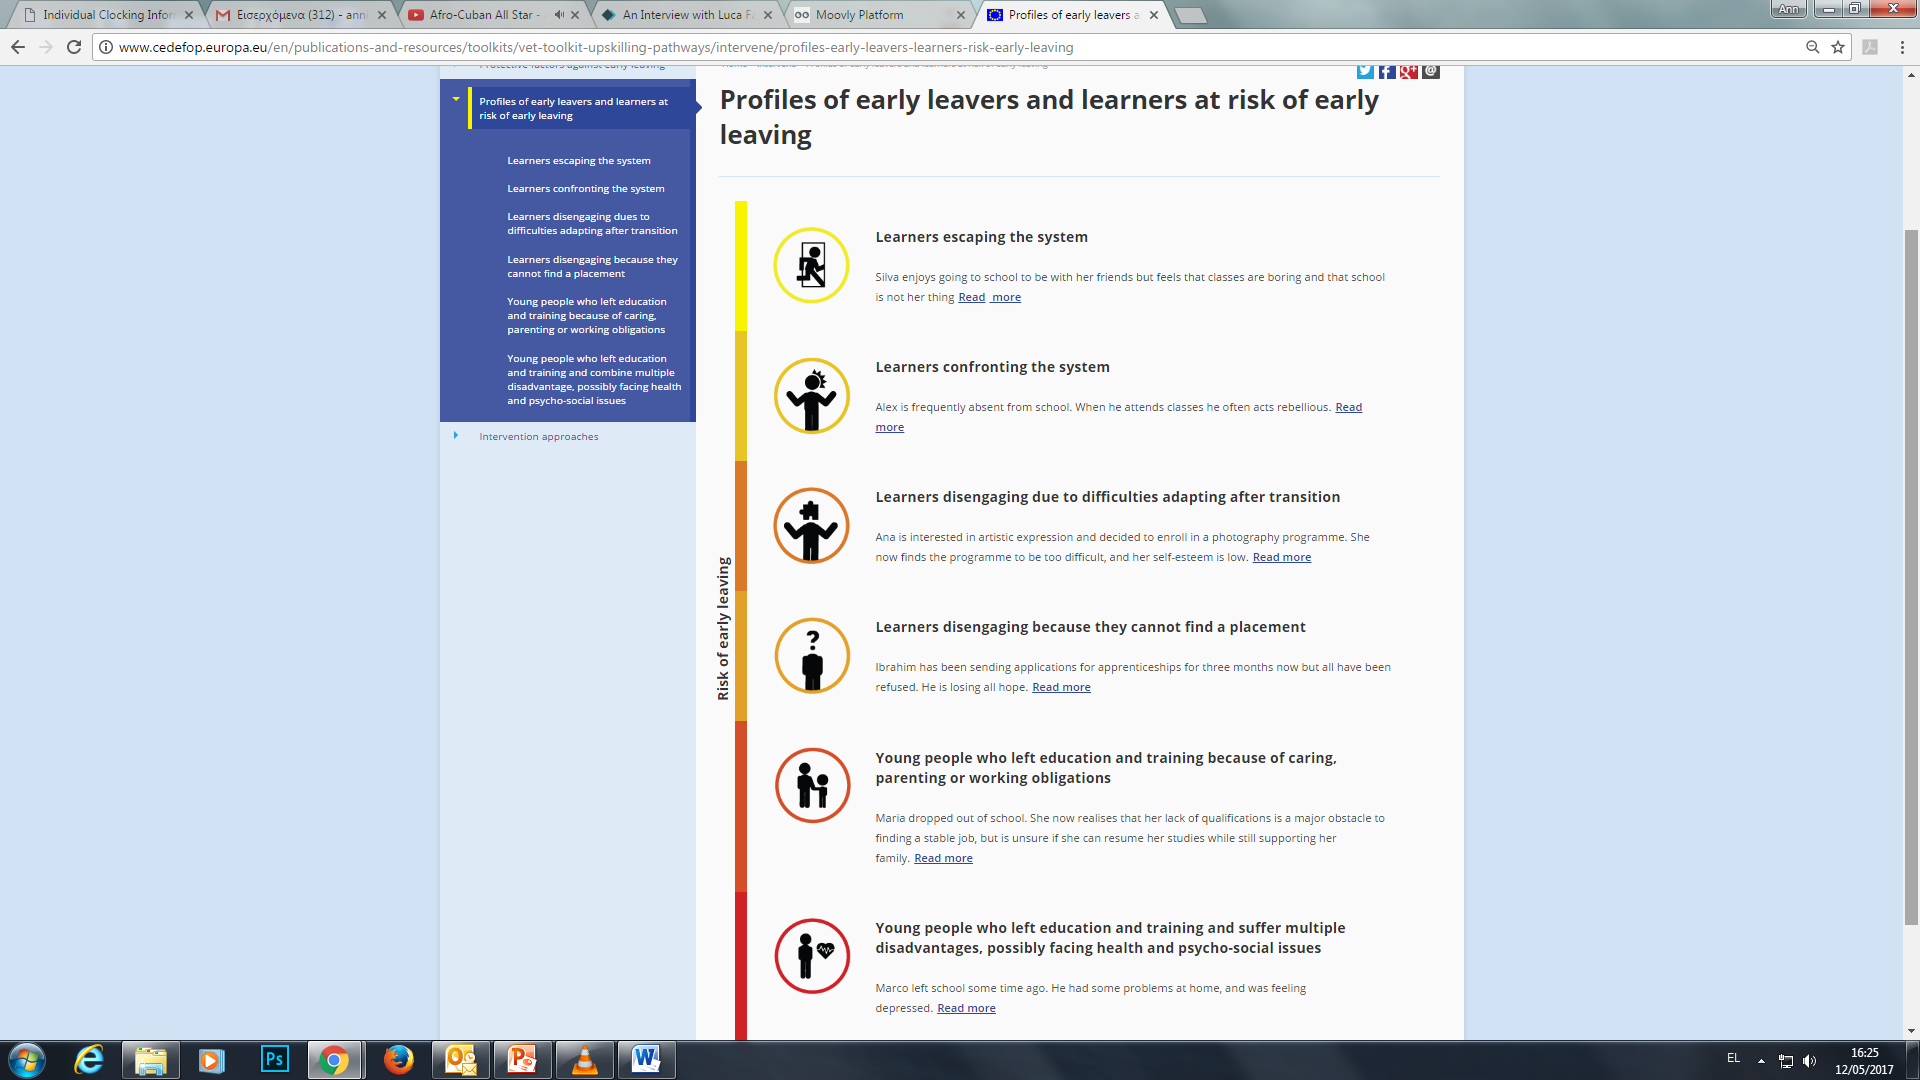 Individual Clocking Infor
Εισερχόμενα (312) - ann
Afro-Cuban All Star -
An Interview with Luca F
Moovly Platform
Profiles of early leavers a
Ann
www.cedefop.europa.eu/en/publications-and-resources/toolkits/vet-toolkit-upskilling-pathways/intervene/profiles-early-leavers-learners-risk-early-leaving
Profiles of early leavers and learners at
risk of early leaving
Learners escaping the system
Learners confronting the system
Learners disengaging dues to
difficulties adapting after transition
Learners disengaging because they
cannot find a placement
Young people who left education
and training because of caring,
parenting or working obligations
Young people who left education
and training and combine multiple
disadvantage, possibly facing health
and psycho-social issues
Intervention approaches
Profiles of early leavers and learners at risk of early
leaving
Risk of early leaving
Learners escaping the system
Silva enjoys going to school to be with her friends but feels that classes are boring and that school
is not her thing Read more
Learners confronting the system
Alex is frequently absent from school. When he attends classes he often acts rebellious. Read
more
Learners disengaging due to difficulties adapting after transition
Ana is interested in artistic expression and decided to enroll in a photography programme. She
now finds the programme to be too difficult, and her self-esteem is low. Read more
Learners disengaging because they cannot find a placement
Ibrahim has been sending applications for apprenticeships for three months now but all have been
refused. He is losing all hope. Read more
Young people who left education and training because of caring,
parenting or working obligations
Maria dropped out of school. She now realises that her lack of qualifications is a major obstacle to
finding a stable job, but is unsure if she can resume her studies while still supporting her
family. Read more
Young people who left education and training and suffer multiple
disadvantages, possibly facing health and psycho-social issues
Marco left school some time ago. He had some problems at home, and was feeling
depressed. Read more
Ps
EL
16:25
12/05/2017